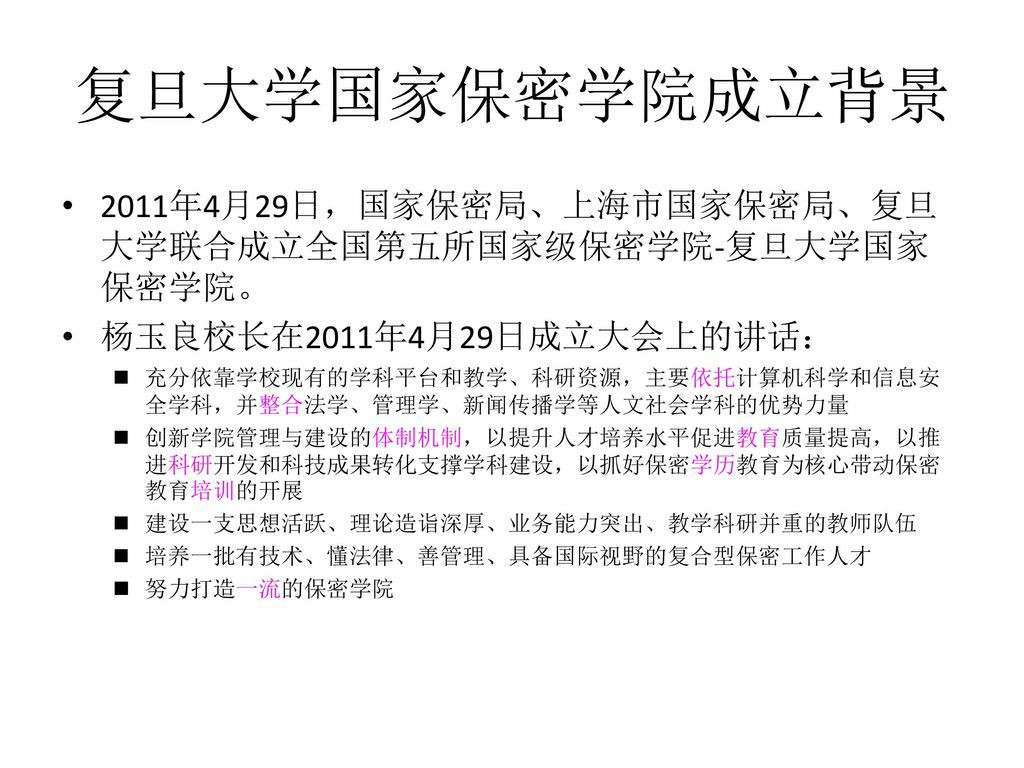 复旦大学国家保密学院成立背景
• 2011年4月29日，国家保密局、上海市国家保密局、复旦
大学联合成立全国第五所国家级保密学院-复旦大学国家
保密学院。
• 杨玉良校长在2011年4月29日成立大会上的讲话：
■ 充分依靠学校现有的学科平台和教学、科研资源，主要依托计算机科学和信息安
全学科，并整合法学、管理学、新闻传播学等人文社会学科的优势力量
■ 创新学院管理与建设的体制机制，以提升人才培养水平促进教育质量提高，以推
进科研开发和科技成果转化支撑学科建设，以抓好保密学历教育为核心带动保密
教育培训的开展
■ 建设一支思想活跃、理论造诣深厚、业务能力突出、教学科研并重的教师队伍
■ 培养一批有技术、懂法律、善管理、具备国际视野的复合型保密工作人才
■ 努力打造一流的保密学院